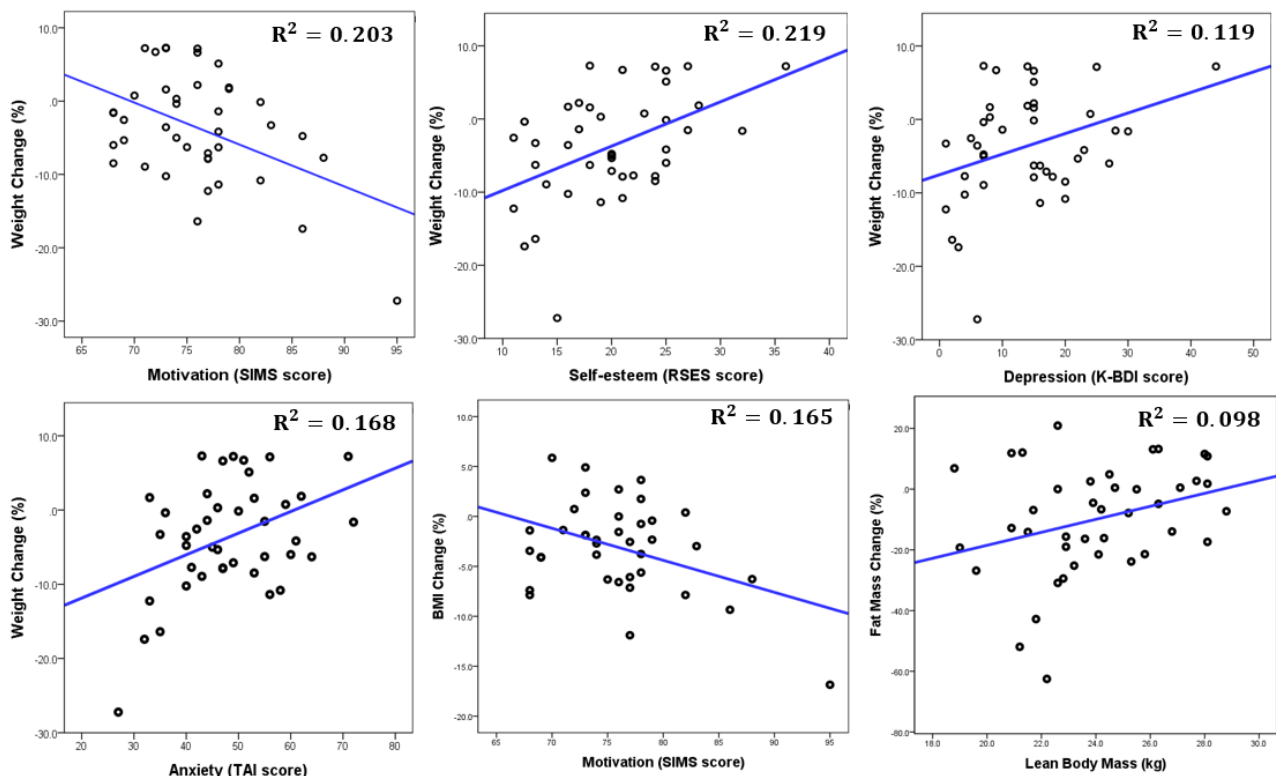 R² = 0.203
10.0
.0
-10.0
-20.0
-30.0
Weight Change (%)
65 70 75 80 85 90 95
Motivation (SIMS score)
R² = 0.219
10.0
.0
-10.0
-20.0
-30.0
Weight Change (%)
10 15 20 25 30 35 40
Self-esteem (RSES score)
R² = 0.119
10.0
.0
-10.0
-20.0
-30.0
Weight Change (%)
0 10 20 30 40 50
Depression (K-BDI score)
R² = 0.168
10.0
.0
-10.0
-20.0
-30.0
Weight Change (%)
20 30 40 50 60 70 80
Anxiety (TAI score)
R² = 0.165
10.0
5.0
.0
-5.0
-10.0
-15.0
-20.0
BMI Change (%)
65 70 75 80 85 90 95
Motivation (SIMS score)
R² = 0.098
20.0
.0
-20.0
-40.0
-60.0
-80.0
Fat Mass Change (%)
18.0 20.0 22.0 24.0 26.0 28.0 30.0
Lean Body Mass (kg)